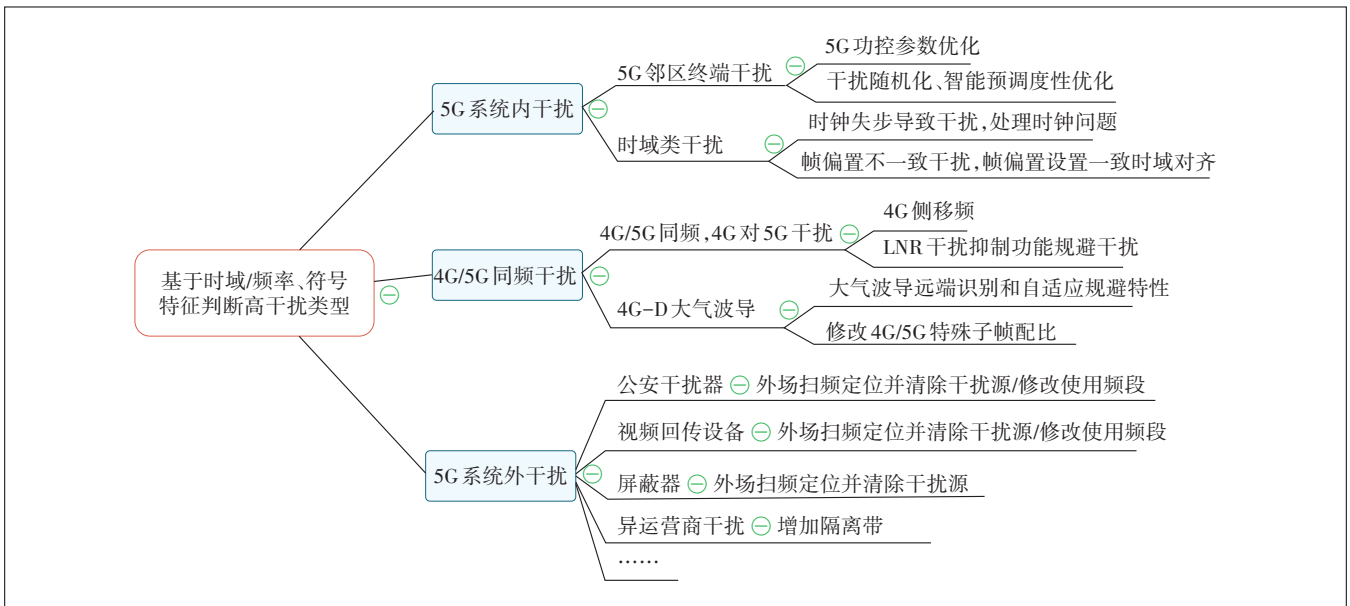 5G功控参数优化
5G邻区终端干扰
干扰随机化、智能预调度性优化
5G系统内干扰
时钟失步导致干扰,处理时钟问题
时域类干扰
帧偏置不一致干扰,帧偏置设置一致时域对齐
4G侧移频
4G/5G同频,4G对5G干扰
LNR干扰抑制功能规避干扰
基于时域/频率、符号
特征判断高干扰类型
4G/5G同频干扰
大气波导远端识别和自适应规避特性
4G-D大气波导
修改4G/5G特殊子帧配比
公安干扰器 外场扫频定位并清除干扰源/修改使用频段
视频回传设备 外场扫频定位并清除干扰源/修改使用频段
5G系统外干扰
屏蔽器 外场扫频定位并清除干扰源
异运营商干扰 增加隔离带
……